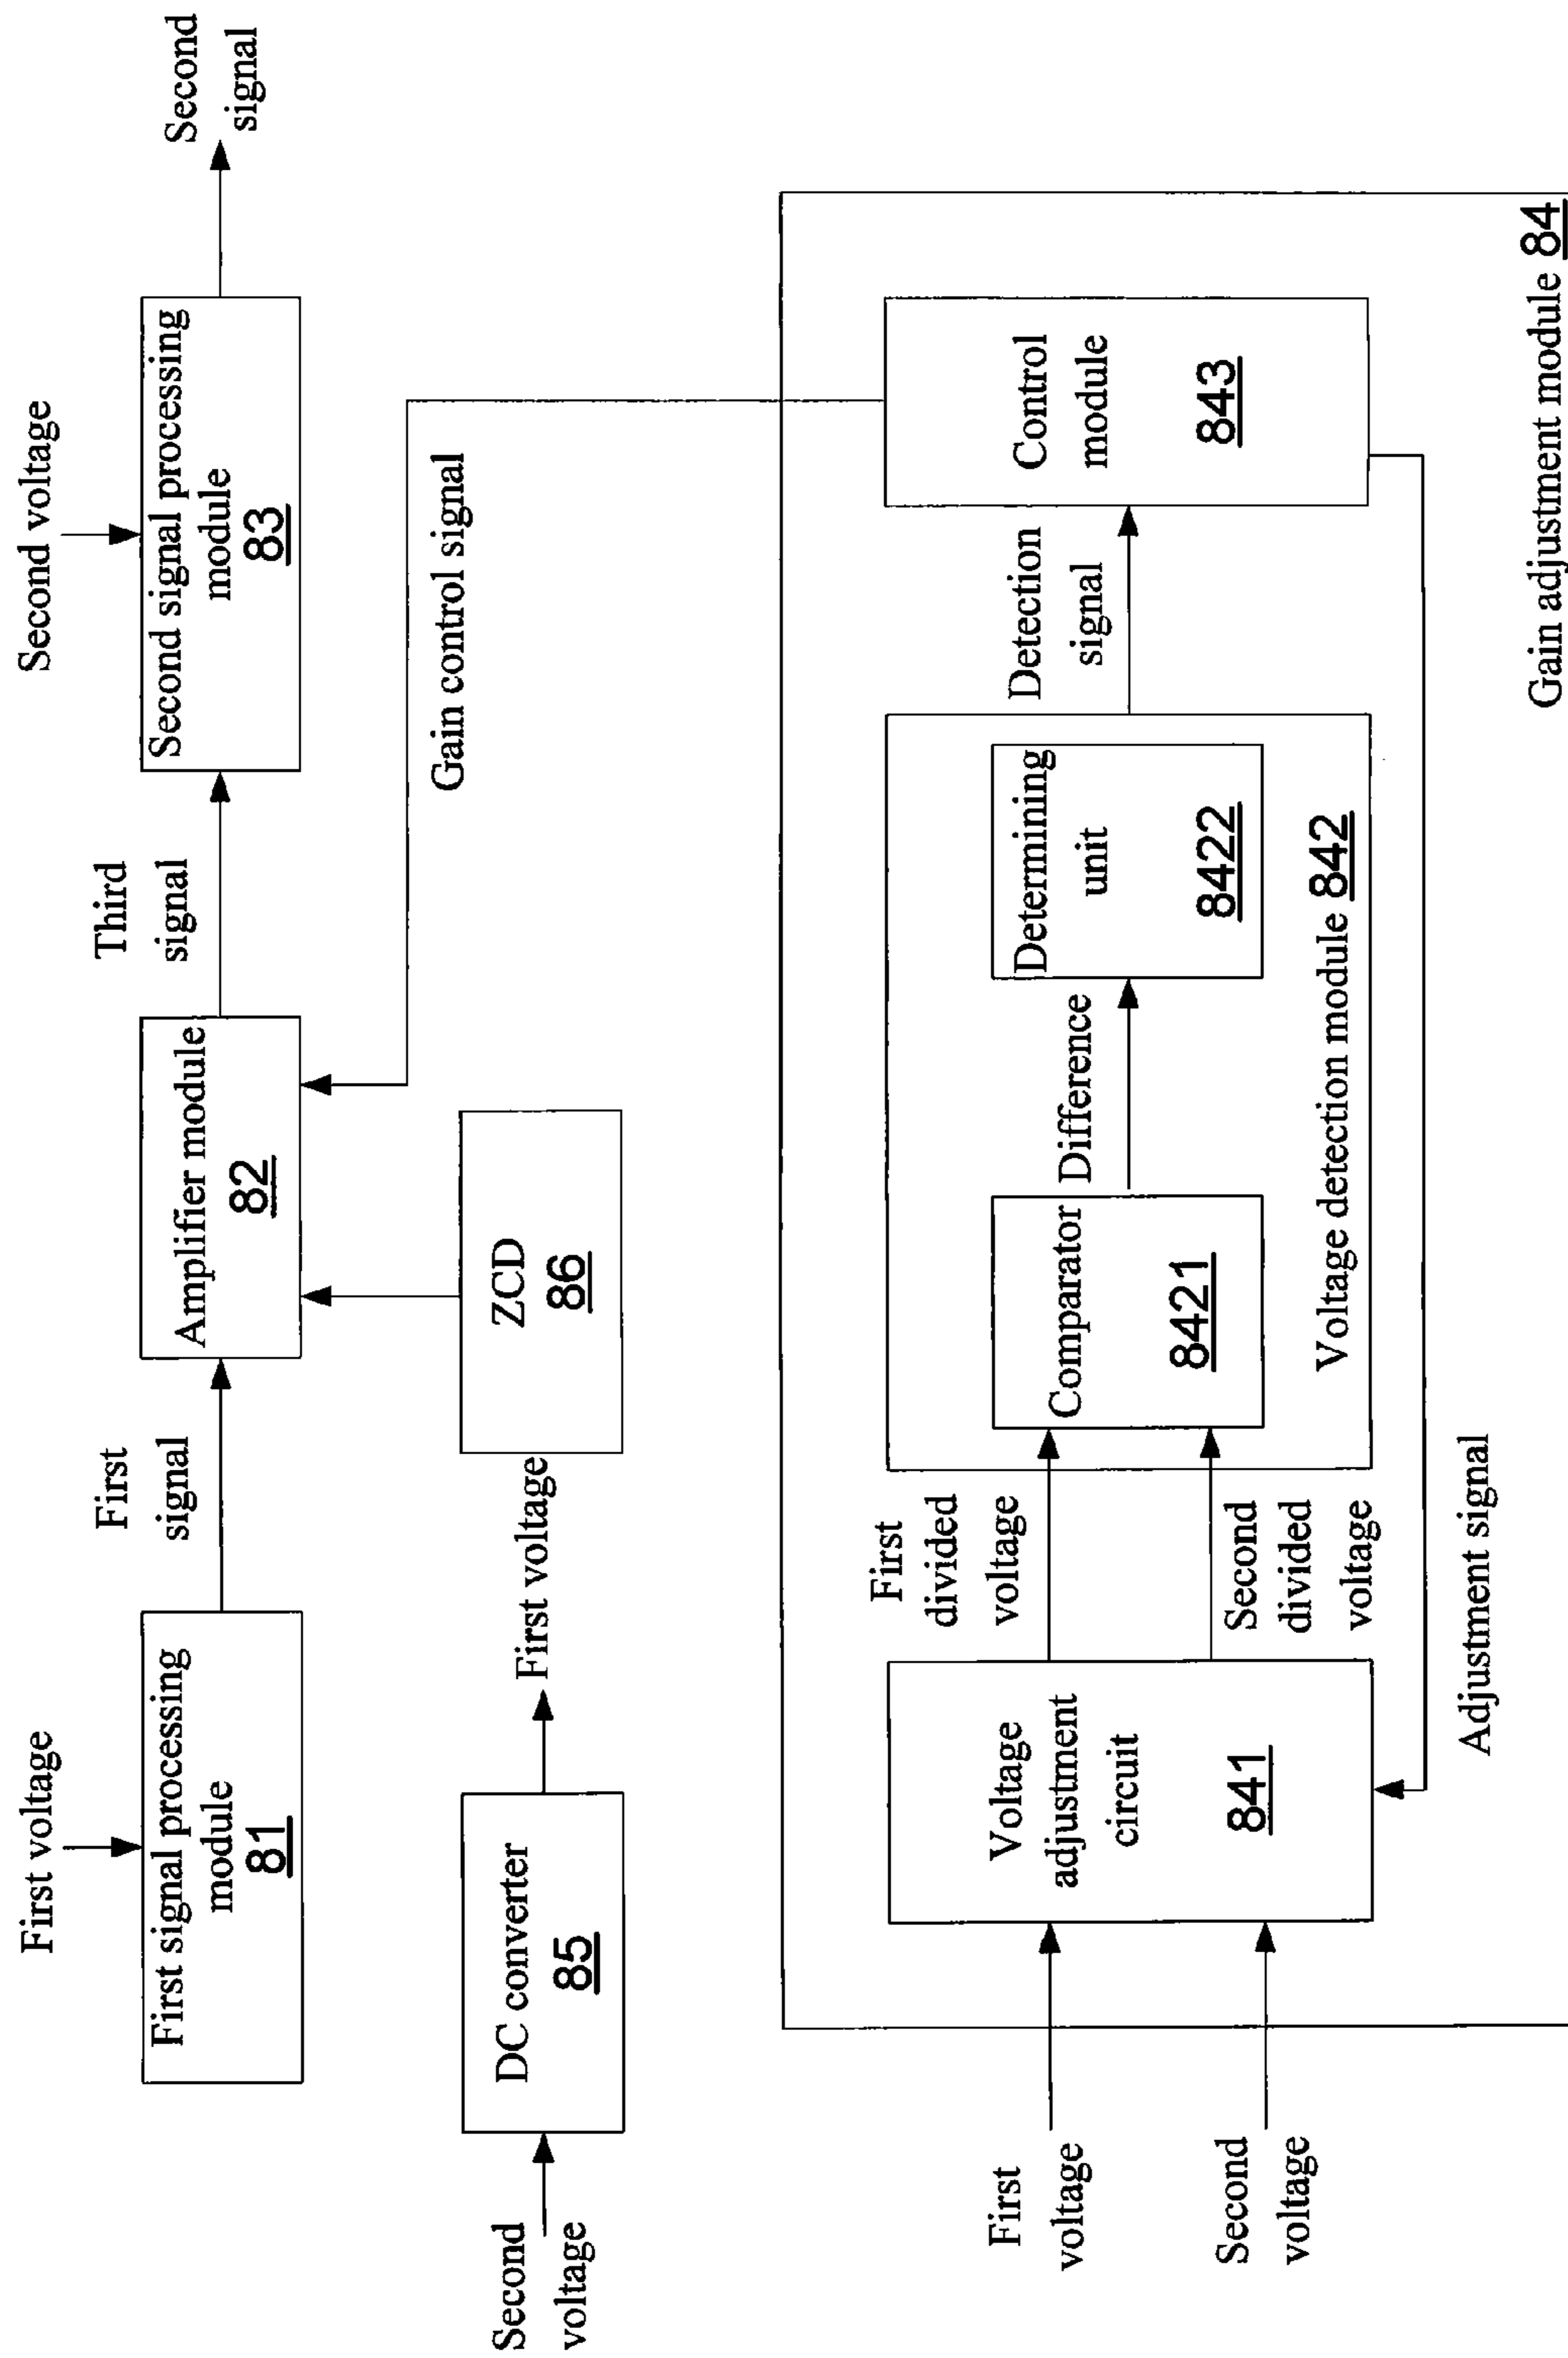 First voltage
First signal processing
module
81
First
signal
Amplifier module
82
Third
signal
Second voltage
Second signal processing
module
83
Second
signal
Second
voltage
DC converter
85
First voltage
ZCD
86
Gain control signal
First
voltage
Second
voltage
Voltage
adjustment
circuit
841
First
divided
voltage
Second
divided
voltage
Comparator
8421
Difference
Determining
unit
8422
Voltage detection module 842
Detection
signal
Control
module
843
Adjustment signal
Gain adjustment module 84